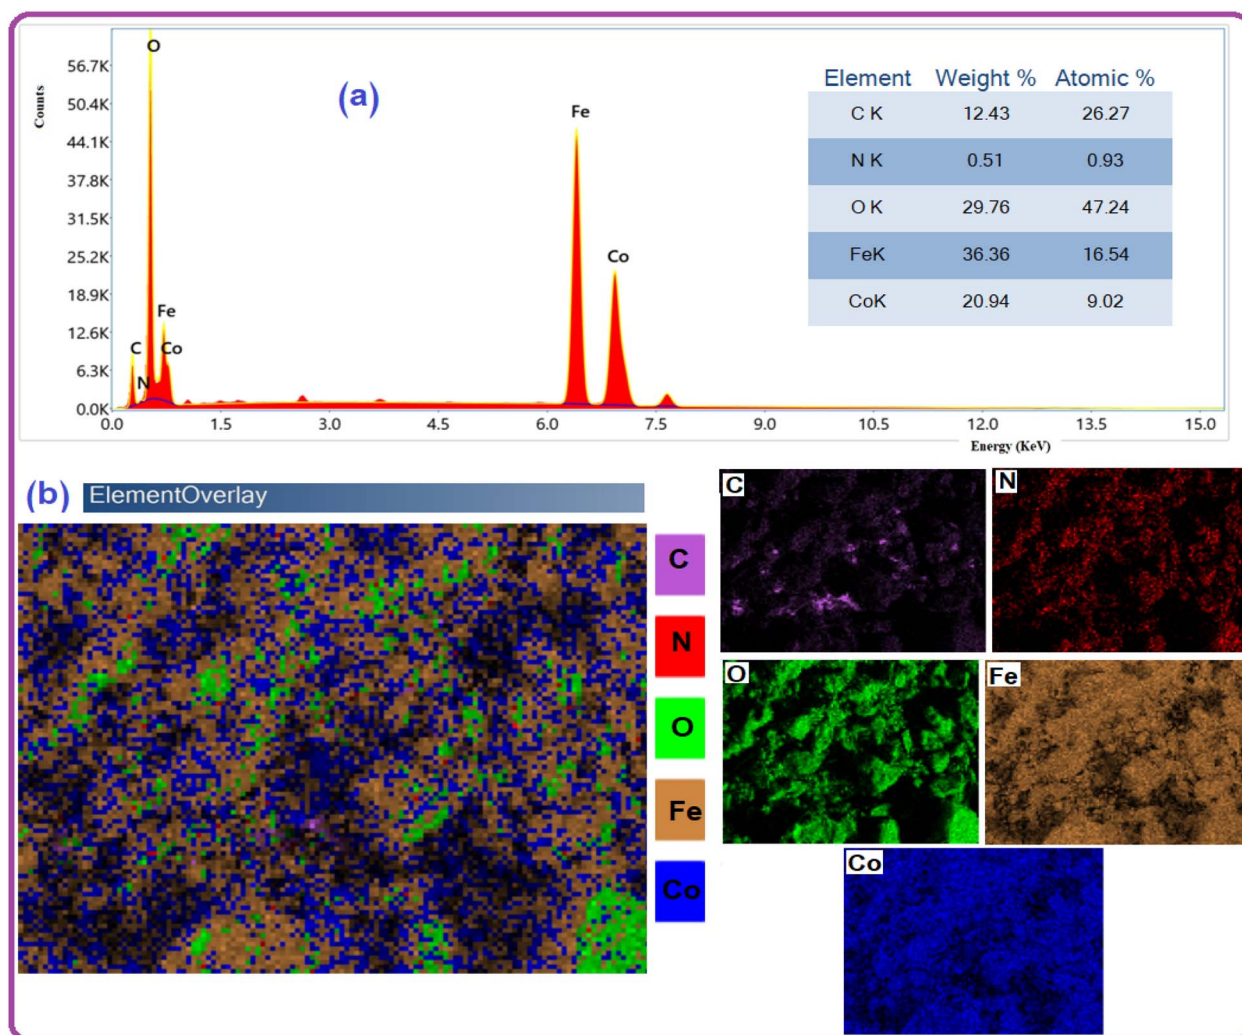 (a)
Counts
56.7K
50.4K
44.1K
37.8K
31.5K
25.2K
18.9K
12.6K
6.3K
0.0K
O
Fe
Co
Fe
Co
C
N
0.0 1.5 3.0 4.5 6.0 7.5 9.0 10.5 12.0 13.5 15.0
Energy (KeV)
Element Weight % Atomic %
C K 12.43 26.27
N K 0.51 0.93
O K 29.76 47.24
FeK 36.36 16.54
CoK 20.94 9.02
(b) ElementOverlay
C
N
O
Fe
Co
C
N
O
Fe
Co